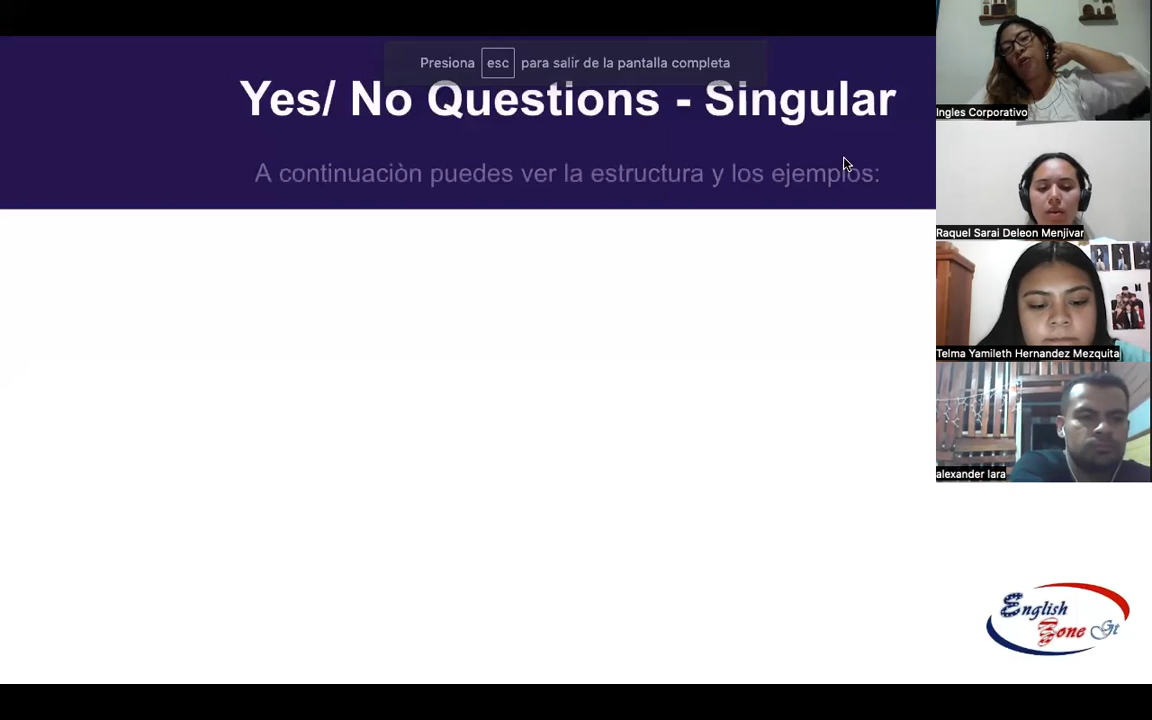 Presiona esc para salir de la pantalla completa
Yes/ No Questions - Singular
A continuaciòn puedes ver la estructura y los ejemplos:
Ingles Corporativo
Raquel Sarai Deleon Menjivar
Telma Yamileth Hernandez Mezquita
alexander lara
English
Zone Gt